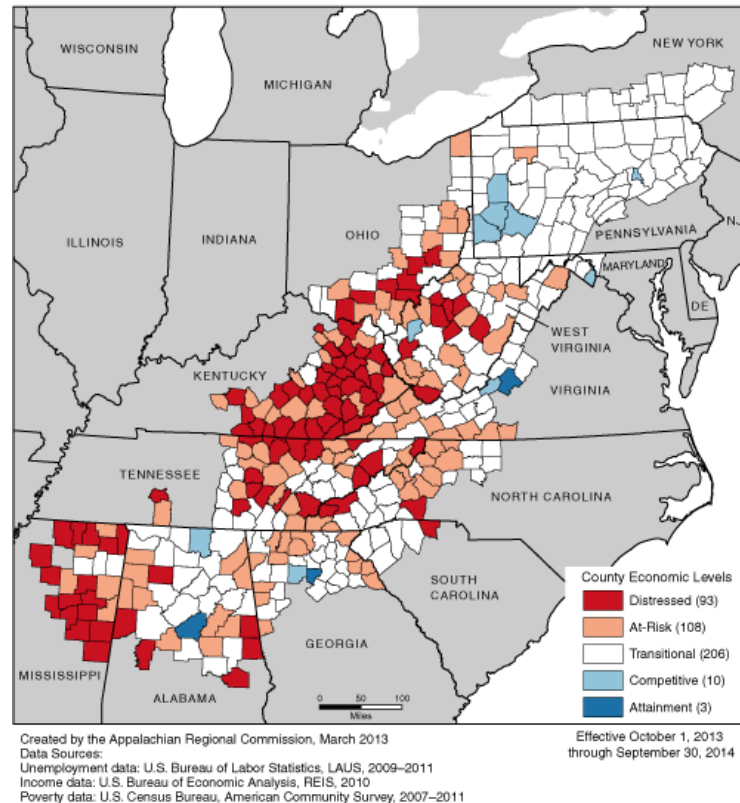 WISCONSIN
MICHIGAN
NEW YORK
ILLINOIS
INDIANA
OHIO
PENNSYLVANIA
NJ
MARYLAND
DE
WEST
VIRGINIA
VIRGINIA
KENTUCKY
TENNESSEE
NORTH CAROLINA
SOUTH
CAROLINA
GEORGIA
ALABAMA
MISSISSIPPI
0 50 100
Miles
County Economic Levels
Distressed (93)
At-Risk (108)
Transitional (206)
Competitive (10)
Attainment (3)
Created by the Appalachian Regional Commission, March 2013
Data Sources:
Unemployment data: U.S. Bureau of Labor Statistics, LAUS, 2009–2011
Income data: U.S. Bureau of Economic Analysis, REIS, 2010
Poverty data: U.S. Census Bureau, American Community Survey, 2007–2011
Effective October 1, 2013
through September 30, 2014